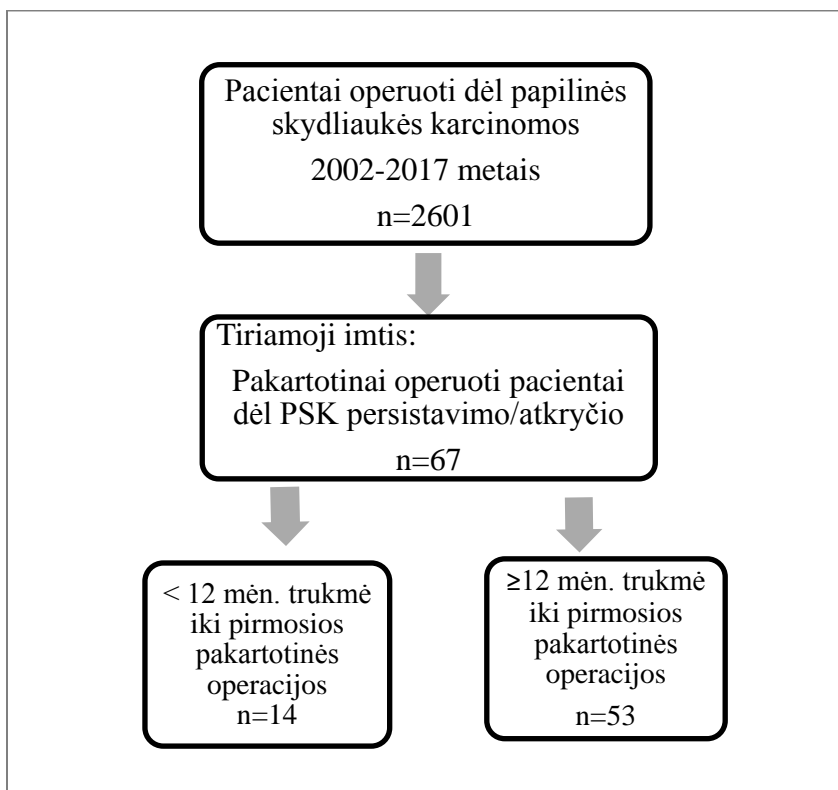 Pacientai operuoti dėl papilinės
skydliaukės karcinomos
2002-2017 metais
n=2601
Tiriamoji imtis:
Pakartotinai operuoti pacientai
dėl PSK persistavimo/atkryčio
n=67
< 12 mėn. trukmė
iki pirmosios
pakartotinės
operacijos
n=14
≥12 mėn. trukmė
iki pirmosios
pakartotinės
operacijos
n=53